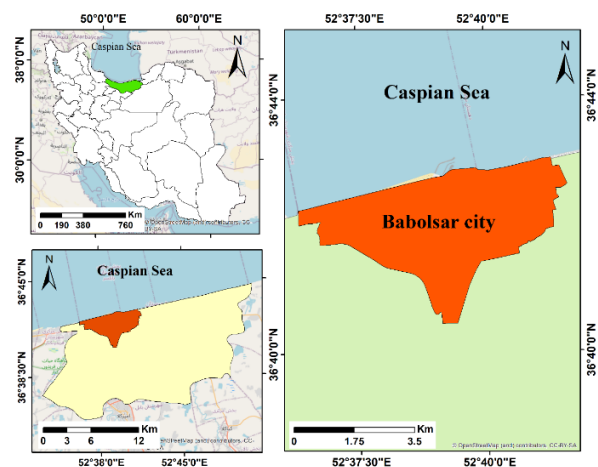 50°0'0"E 60°0'0"E
Caspian Sea
N
38°0'0"N
30°0'0"N
Km
0 190 380 760
N
Caspian Sea
36°45'0"N
36°38'30"N
Km
0 3 6 12
52°38'0"E 52°45'0"E
52°37'30"E 52°40'0"E
N
Caspian Sea
Babolsar city
36°44'0"N
36°44'0"N
36°40'0"N
36°40'0"N
Km
0 1.75 3.5
© OpenStreetMap (and) contributors, CC-BY-SA
52°37'30"E 52°40'0"E